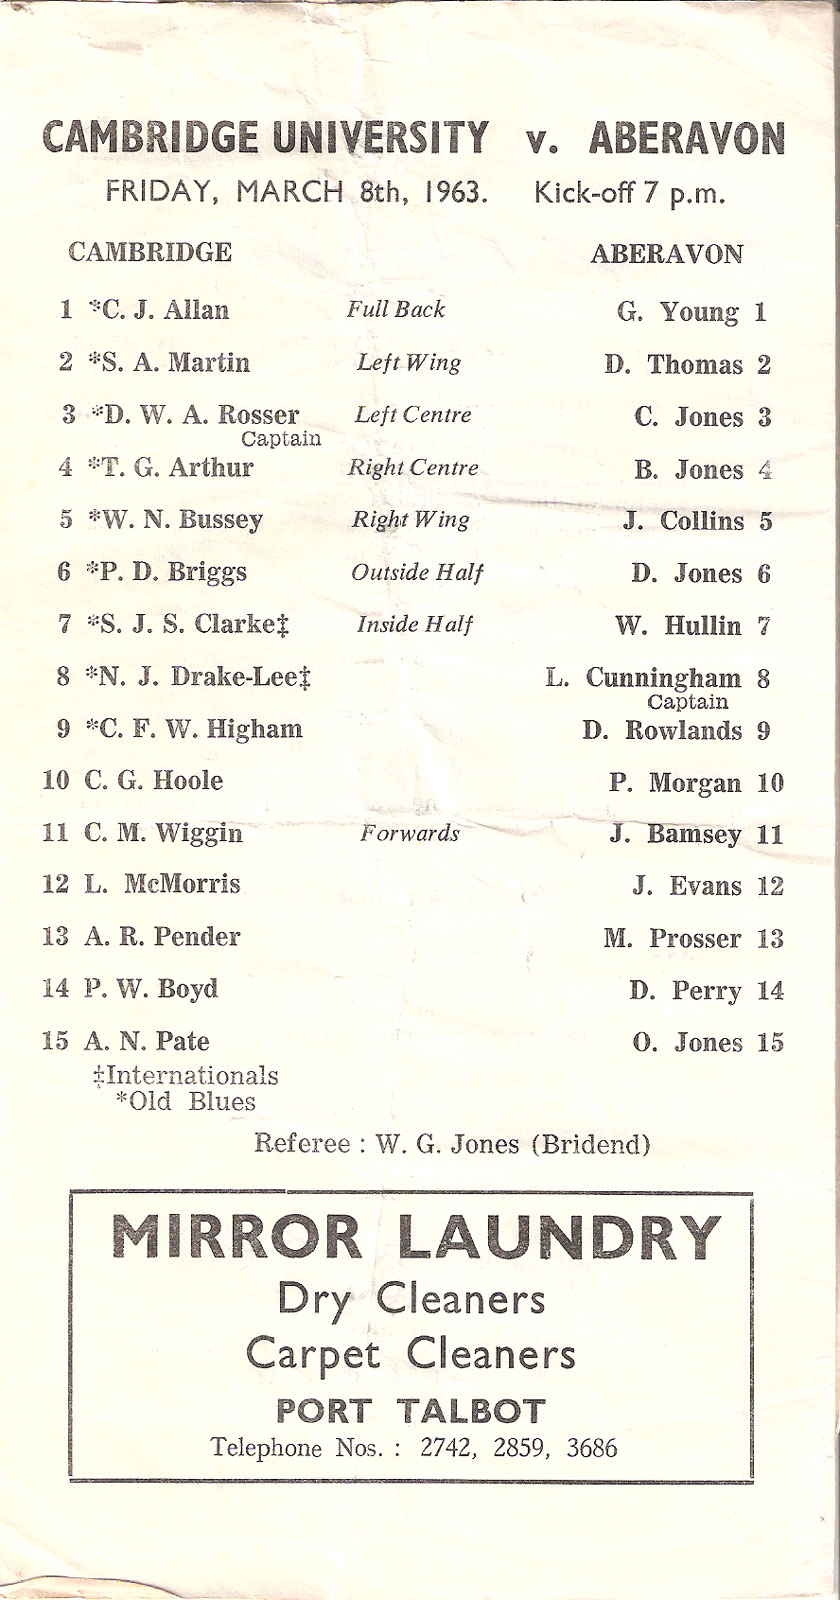 CAMBRIDGE UNIVERSITY v. ABERAVON
FRIDAY, MARCH 8th, 1963. Kick-off 7 p.m.
CAMBRIDGE ABERAVON
1 *C. J. Allan Full Back G. Young 1
2 *S. A. Martin Left Wing D. Thomas 2
3 *D. W. A. Rosser Left Centre C. Jones 3
Captain
4 *T. G. Arthur Right Centre B. Jones 4
5 *W. N. Bussey Right Wing J. Collins 5
6 *P. D. Briggs Outside Half D. Jones 6
7 *S. J. S. Clarke‡ Inside Half W. Hullin 7
8 *N. J. Drake-Lee‡ L. Cunningham 8
Captain
9 *C. F. W. Higham D. Rowlands 9
10 C. G. Hoole P. Morgan 10
11 C. M. Wiggin Forwards J. Bamsey 11
12 L. McMorris J. Evans 12
13 A. R. Pender M. Prosser 13
14 P. W. Boyd D. Perry 14
15 A. N. Pate O. Jones 15
‡Internationals
*Old Blues
Referee : W. G. Jones (Bridend)
MIRROR LAUNDRY
Dry Cleaners
Carpet Cleaners
PORT TALBOT
Telephone Nos. : 2742, 2859, 3686